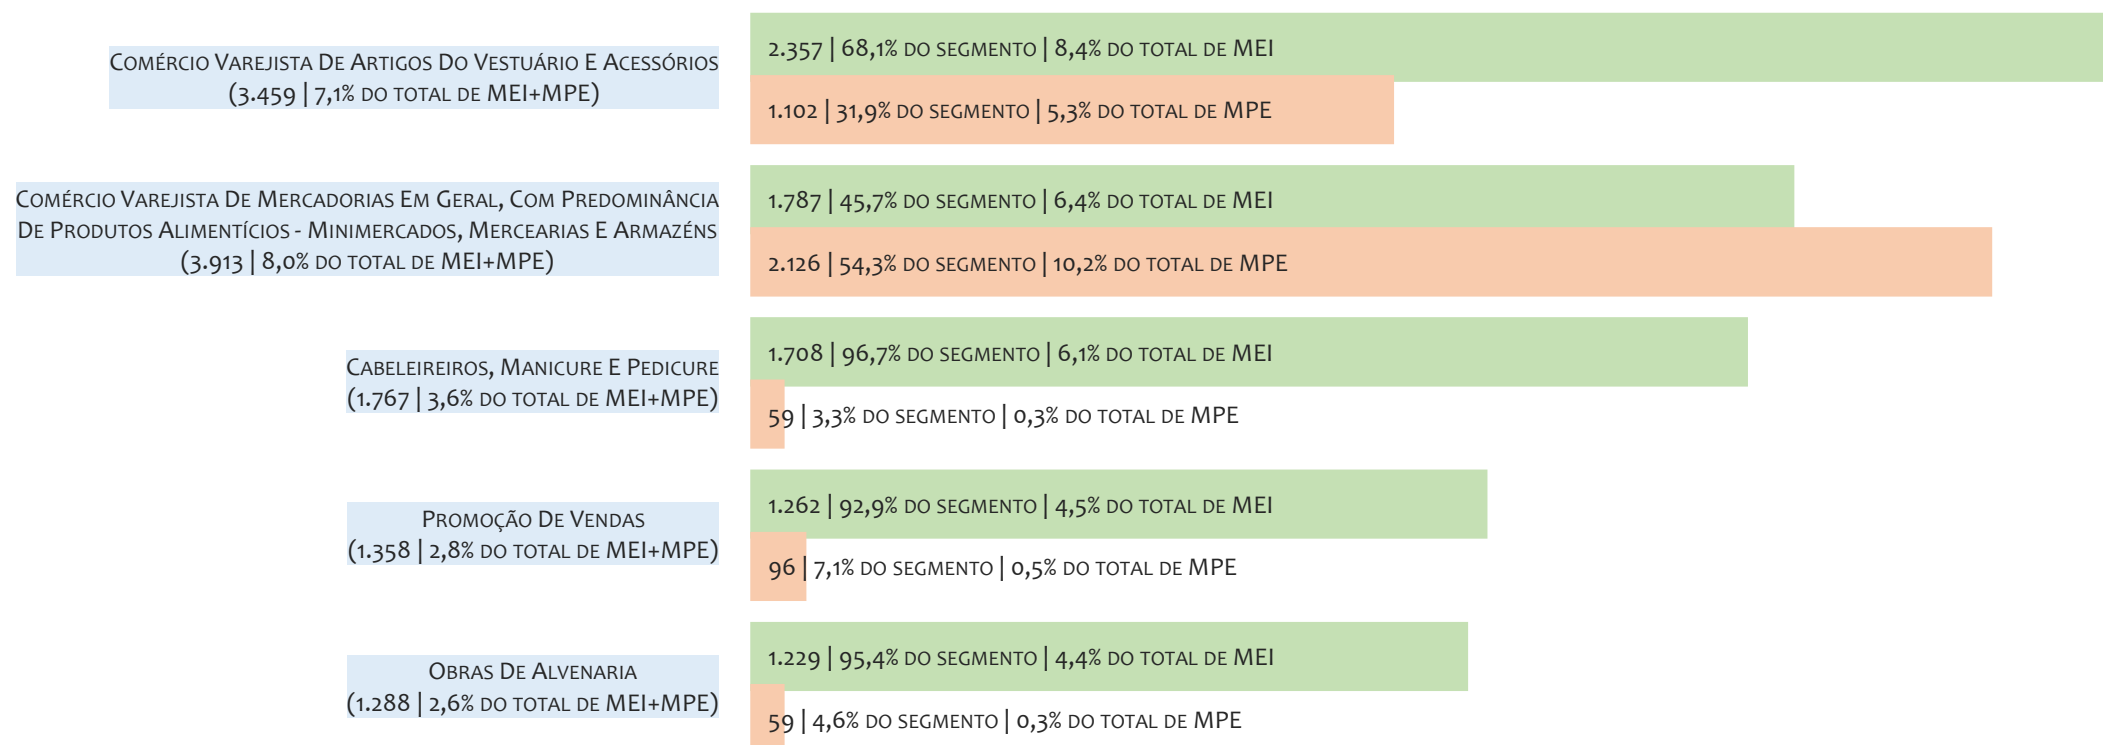 Comércio Varejista De Artigos Do Vestuário E Acessórios
(3.459 | 7,1% do total de MEI+MPE)
2.357 | 68,1% do segmento | 8,4% do total de MEI
1.102 | 31,9% do segmento | 5,3% do total de MPE
Comércio Varejista De Mercadorias Em Geral, Com Predominância
De Produtos Alimentícios - Minimercados, Mercearias E Armazéns
(3.913 | 8,0% do total de MEI+MPE)
1.787 | 45,7% do segmento | 6,4% do total de MEI
2.126 | 54,3% do segmento | 10,2% do total de MPE
Cabeleireiros, Manicure E Pedicure
(1.767 | 3,6% do total de MEI+MPE)
1.708 | 96,7% do segmento | 6,1% do total de MEI
59 | 3,3% do segmento | 0,3% do total de MPE
Promoção De Vendas
(1.358 | 2,8% do total de MEI+MPE)
1.262 | 92,9% do segmento | 4,5% do total de MEI
96 | 7,1% do segmento | 0,5% do total de MPE
Obras De Alvenaria
(1.288 | 2,6% do total de MEI+MPE)
1.229 | 95,4% do segmento | 4,4% do total de MEI
59 | 4,6% do segmento | 0,3% do total de MPE